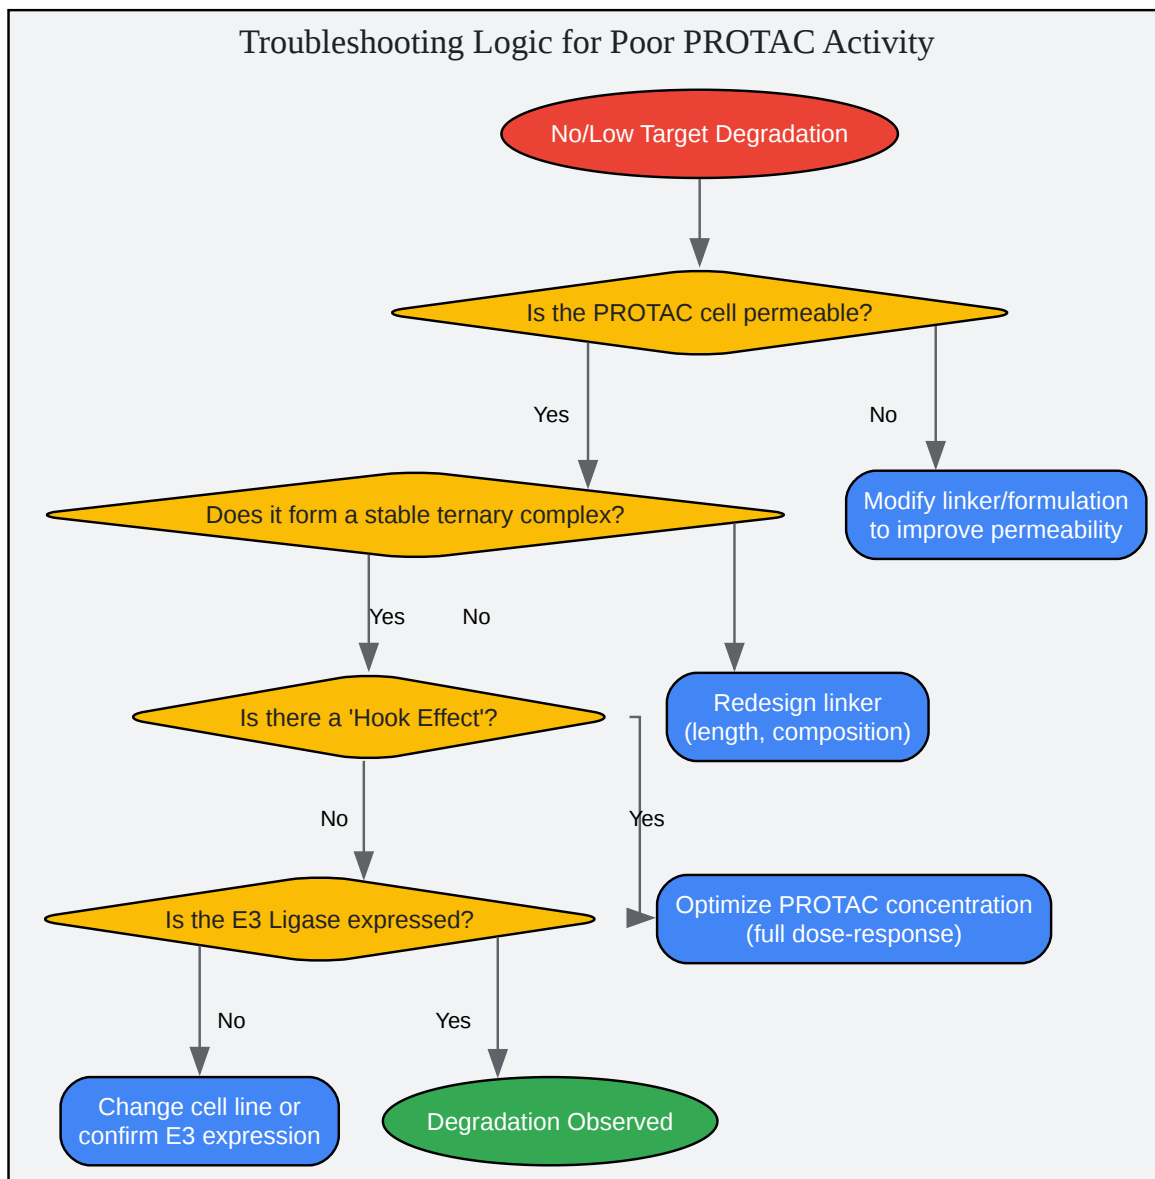 Troubleshooting Logic for Poor PROTAC Activity
No/Low Target Degradation
Is the PROTAC cell permeable?
Yes
No
Does it form a stable ternary complex?
Modify linker/formulation
to improve permeability
Yes
No
Is there a 'Hook Effect'?
Redesign linker
(length, composition)
No
Yes
Is the E3 Ligase expressed?
Optimize PROTAC concentration
(full dose-response)
No
Yes
Change cell line or
confirm E3 expression
Degradation Observed